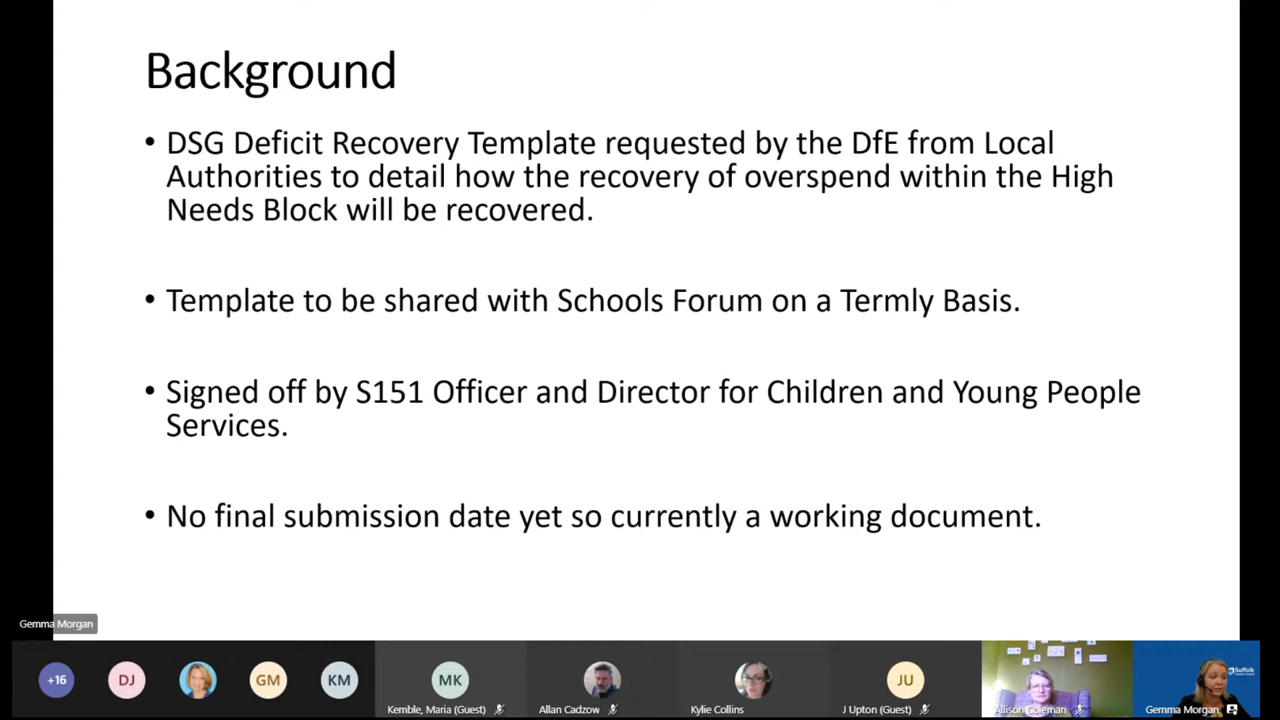 Background
• DSG Deficit Recovery Template requested by the DfE from Local
Authorities to detail how the recovery of overspend within the High
Needs Block will be recovered.
• Template to be shared with Schools Forum on a Termly Basis.
• Signed off by S151 Officer and Director for Children and Young People
Services.
• No final submission date yet so currently a working document.
Gemma Morgan
+16
DJ
GM
KM
MK
JU
Suffolk
Kemble, Maria (Guest)
Allan Cadzow
Kylie Collins
J Upton (Guest)
Allison Coleman
Gemma Morgan